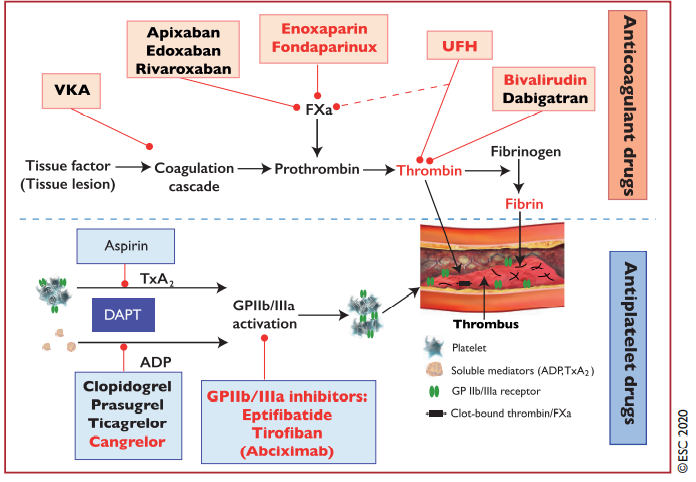 Apixaban
Edoxaban
Rivaroxaban
Enoxaparin
Fondaparinux
UFH
VKA
Bivalirudin
Dabigatran
FXa
Tissue factor
(Tissue lesion)
Coagulation
cascade
Prothrombin
Thrombin
Fibrinogen
Fibrin
Anticoagulant drugs
Aspirin
TxA2
DAPT
ADP
GPIIb/IIIa
activation
Clopidogrel
Prasugrel
Ticagrelor
Cangrelor
GPIIb/IIIa inhibitors:
Eptifibatide
Tirofiban
(Abciximab)
Thrombus
Platelet
Soluble mediators (ADP,TxA2)
GP IIb/IIIa receptor
Clot-bound thrombin/FXa
Antiplatelet drugs
©ESC 2020